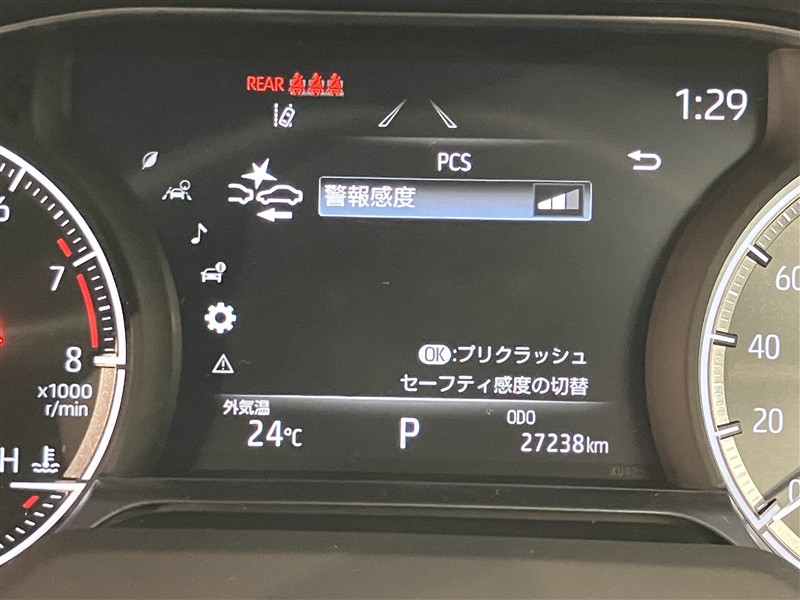 REAR
1:29
PCS
警報感度
6
7
8
x1000
r/min
H
OK:プリクラッシュ
セーフティ感度の切替
外気温
24℃
P
ODO
27238km
60
40
20
0